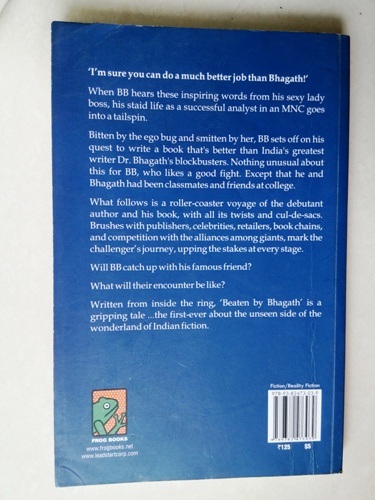 'I'm sure you can do a much better job than Bhagath!'
When BB hears these inspiring words from his sexy lady
boss, his staid life as a successful analyst in an MNC goes
into a tailspin.
Bitten by the ego bug and smitten by her, BB sets off on his
quest to write a book that's better than India's greatest
writer Dr. Bhagath's blockbusters. Nothing unusual about
this for BB, who likes a good fight. Except that he and
Bhagath had been classmates and friends at college.
What follows is a roller-coaster voyage of the debutant
author and his book, with all its twists and cul-de-sacs.
Brushes with publishers, celebrities, retailers, book chains,
and competition with the alliances among giants, mark the
challenger's journey, upping the stakes at every stage.
Will BB catch up with his famous friend?
What will their encounter be like?
Written from inside the ring, 'Beaten by Bhagath' is a
gripping tale ...the first-ever about the unseen side of the
wonderland of Indian fiction.
Fiction/Reality Fiction
FROG BOOKS
www.frogbooks.net
www.leadstartcorp.com
₹125 $5